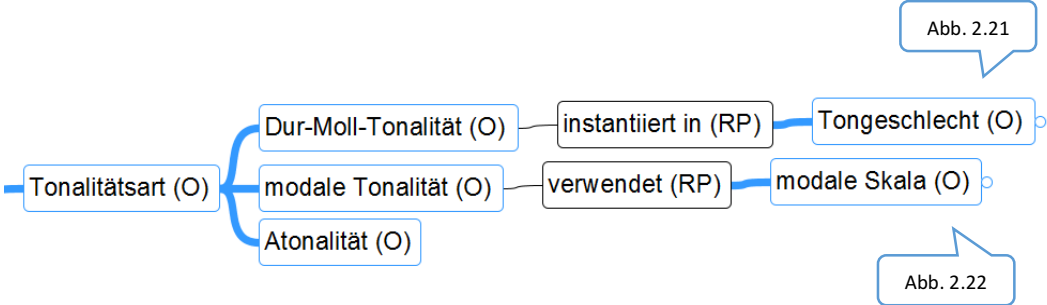 Abb. 2.21
Dur-Moll-Tonalität (O)
instantiiert in (RP)
Tongeschlecht (O)
Tonalitätsart (O)
modale Tonalität (O)
verwendet (RP)
modale Skala (O)
Atonalität (O)
Abb. 2.22